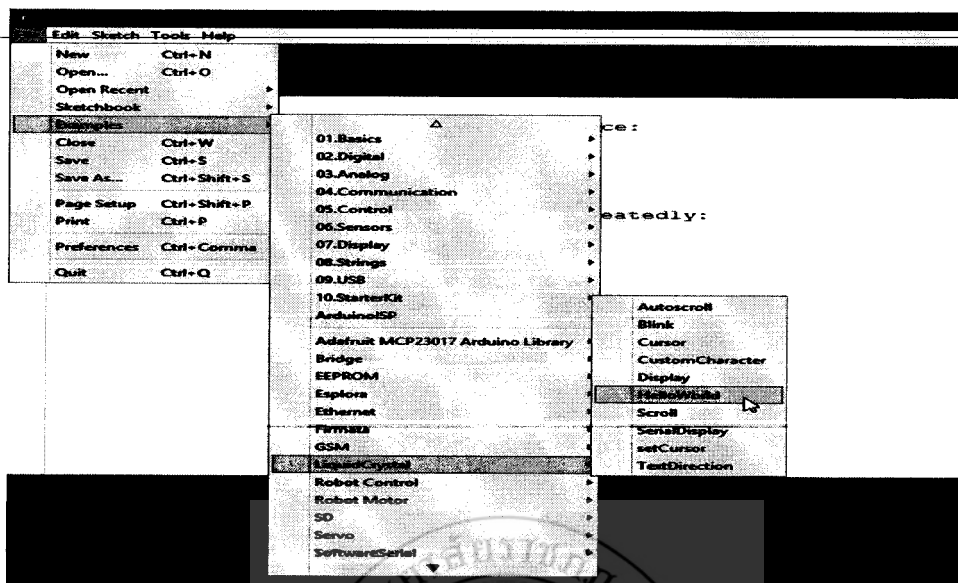 Edit Sketch Tools Help
New Ctrl+N
Open... Ctrl+O
Open Recent
Sketchbook
Examples
Close Ctrl+W
Save Ctrl+S
Save As... Ctrl+Shift+S
Page Setup Ctrl+Shift+P
Print Ctrl+P
Preferences Ctrl+Comma
Quit Ctrl+Q
01.Basics
02.Digital
03.Analog
04.Communication
05.Control
06.Sensors
07.Display
08.Strings
09.USB
10.StarterKit
ArduinoISP
Adafruit MCP23017 Arduino Library
Bridge
EEPROM
Esplora
Ethernet
Firmata
GSM
LiquidCrystal
Robot Control
Robot Motor
SD
Servo
SoftwareSerial
ce:
eatedly:
Autoscroll
Blink
Cursor
CustomCharacter
Display
HelloWorld
Scroll
SerialDisplay
setCursor
TextDirection